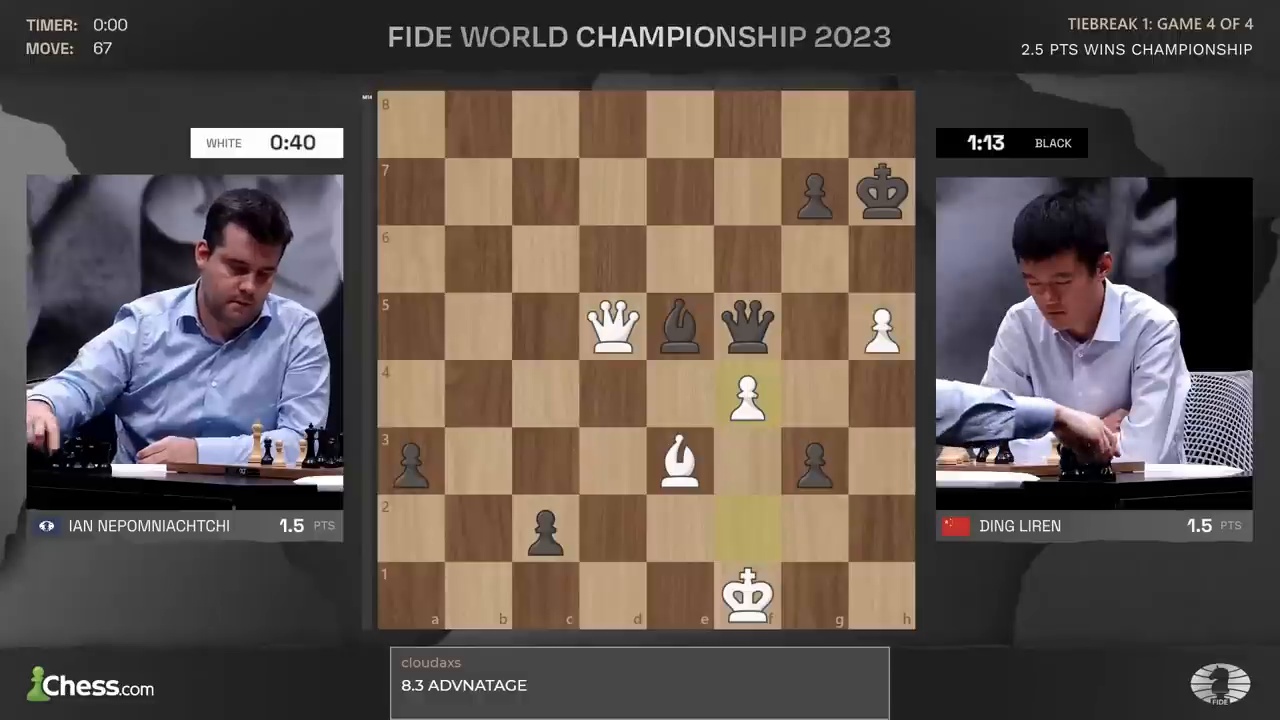 TIMER: 0:00
MOVE: 67
FIDE WORLD CHAMPIONSHIP 2023
TIEBREAK 1: GAME 4 OF 4
2.5 PTS WINS CHAMPIONSHIP
WHITE 0:40
1:13 BLACK
8
7
6
5
4
3
2
1
a b c d e f g h
IAN NEPOMNIACHTCHI 1.5 PTS
DING LIREN 1.5 PTS
cloudaxs
8.3 ADVNATAGE
Chess.com
FIDE